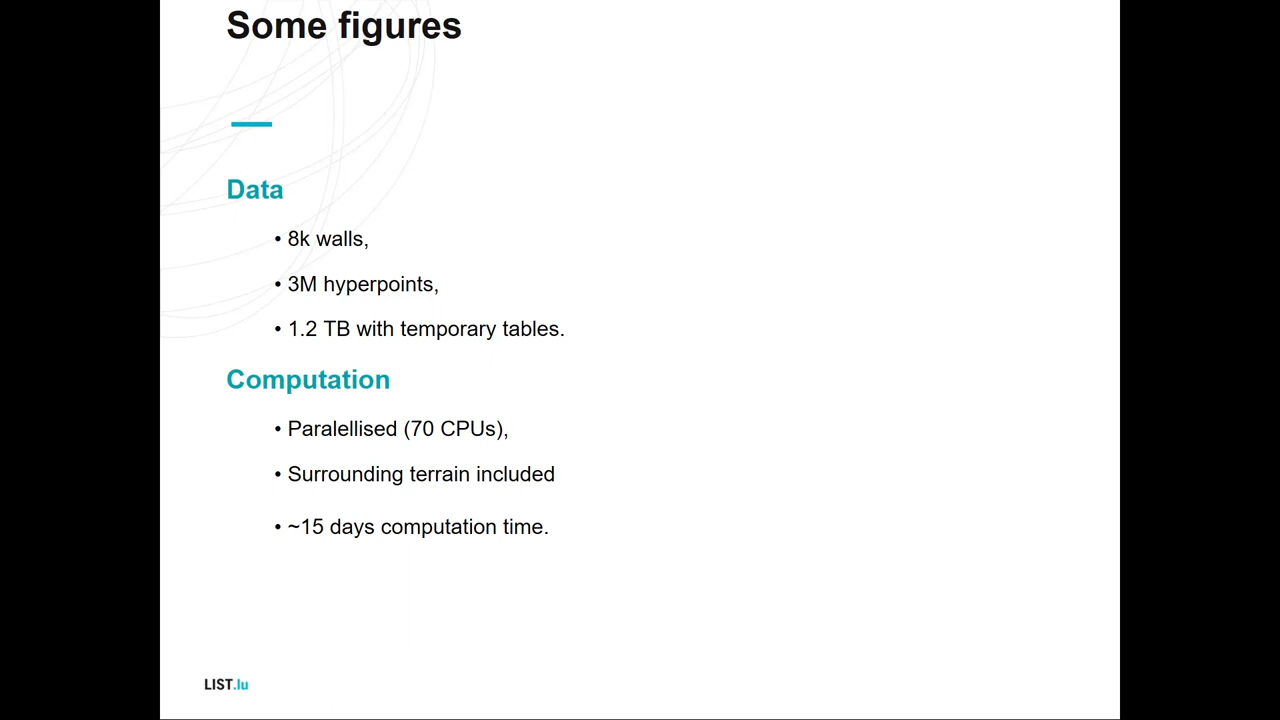 Some figures
Data
• 8k walls,
• 3M hyperpoints,
• 1.2 TB with temporary tables.
Computation
• Paralellised (70 CPUs),
• Surrounding terrain included
• ~15 days computation time.
LIST.lu